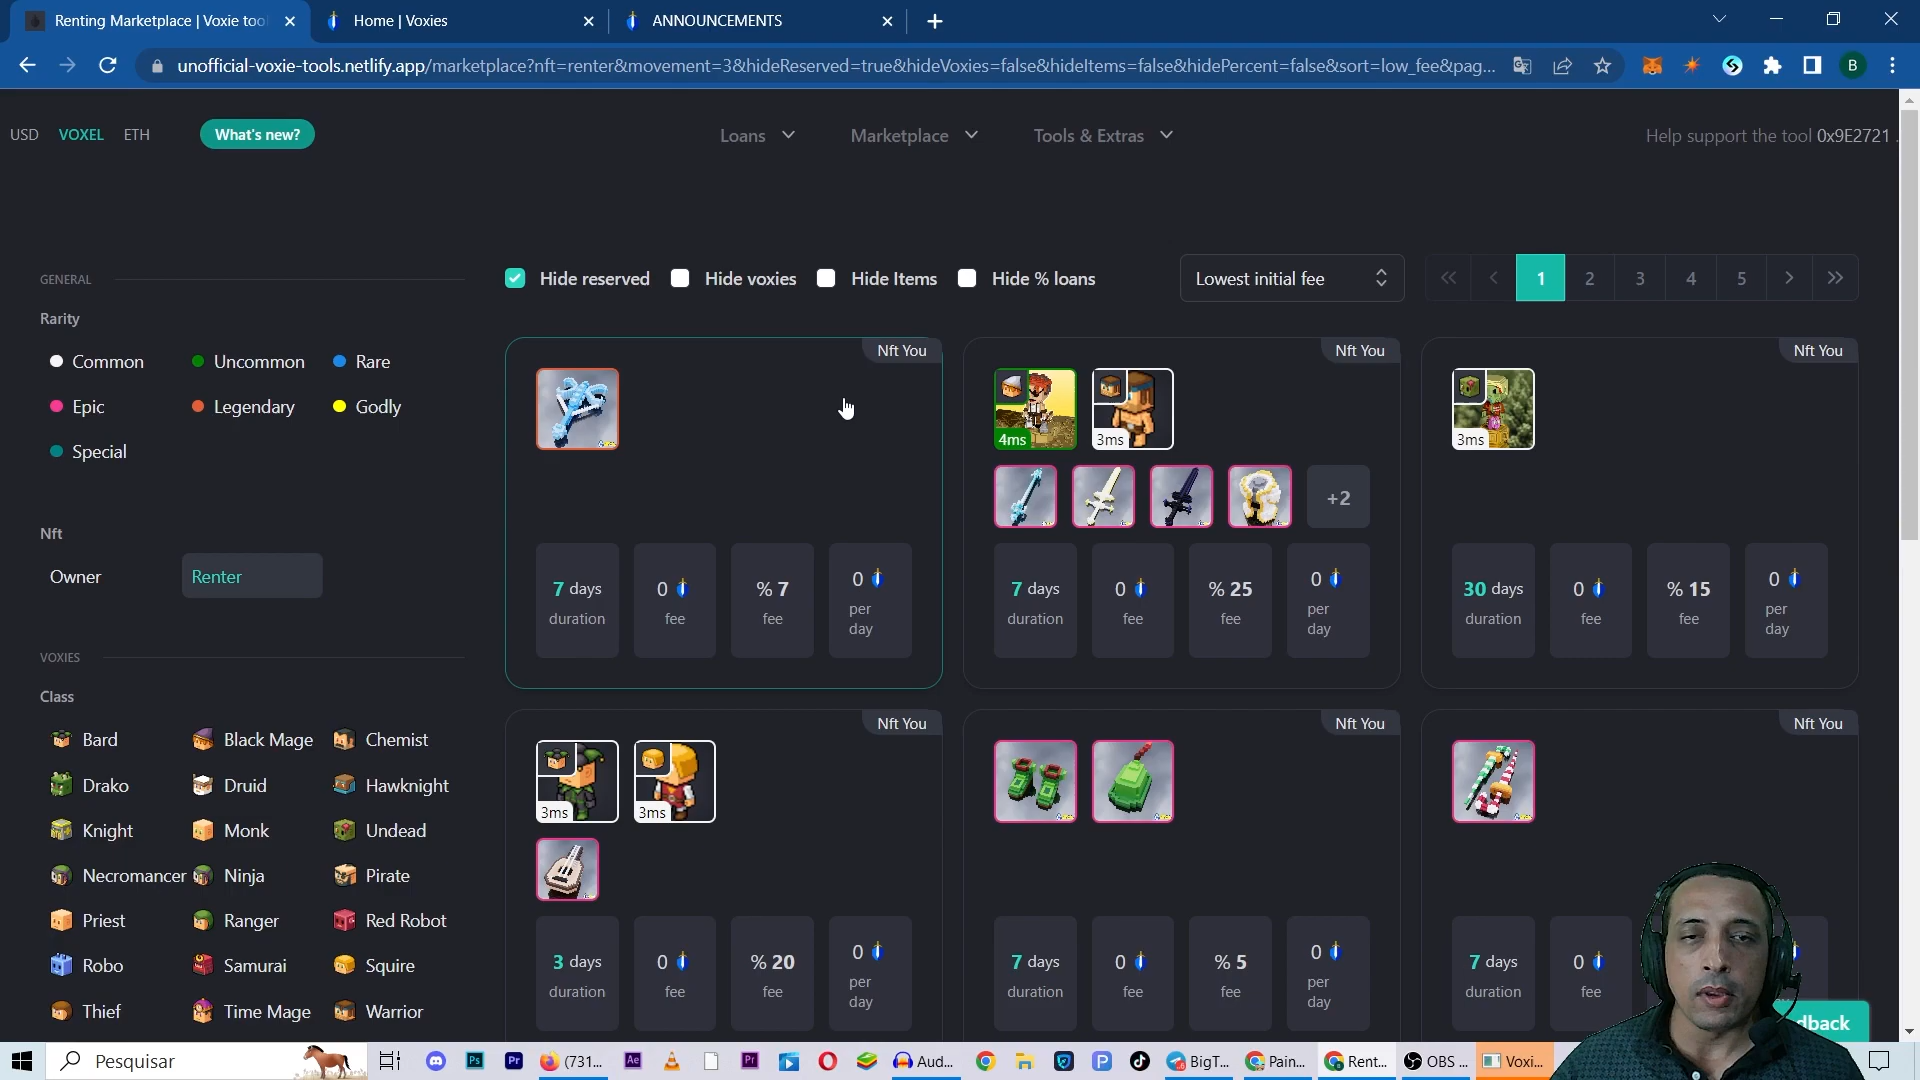 Renting Marketplace | Voxie tool
Home | Voxies
ANNOUNCEMENTS
unofficial-voxie-tools.netlify.app/marketplace?nft=renter&movement=3&hideReserved=true&hideVoxies=false&hideItems=false&hidePercent=false&sort=low_fee&pag...
B
USD VOXEL ETH What's new?
Loans Marketplace Tools & Extras
Help support the tool 0x9E2721
GENERAL
Rarity
Common Uncommon Rare
Epic Legendary Godly
Special
Nft
Owner Renter
VOXIES
Class
Bard Black Mage Chemist
Drako Druid Hawknight
Knight Monk Undead
Necromancer Ninja Pirate
Priest Ranger Red Robot
Robo Samurai Squire
Thief Time Mage Warrior
Hide reserved Hide voxies Hide Items Hide % loans
Lowest initial fee
1 2 3 4 5
Nft You
7 days duration
0 fee
% 7 fee
0 per day
Nft You
4ms 3ms
+2
7 days duration
0 fee
% 25 fee
0 per day
Nft You
3ms
30 days duration
0 fee
% 15 fee
0 per day
Nft You
3ms 3ms
3 days duration
0 fee
% 20 fee
0 per day
Nft You
7 days duration
0 fee
% 5 fee
0 per day
Nft You
7 days duration
0 fee
dback
Pesquisar
Ps
Pr
(731...
Ae
Pr
Aud...
P
BigT...
Pain...
Rent...
OBS ...
Voxi...